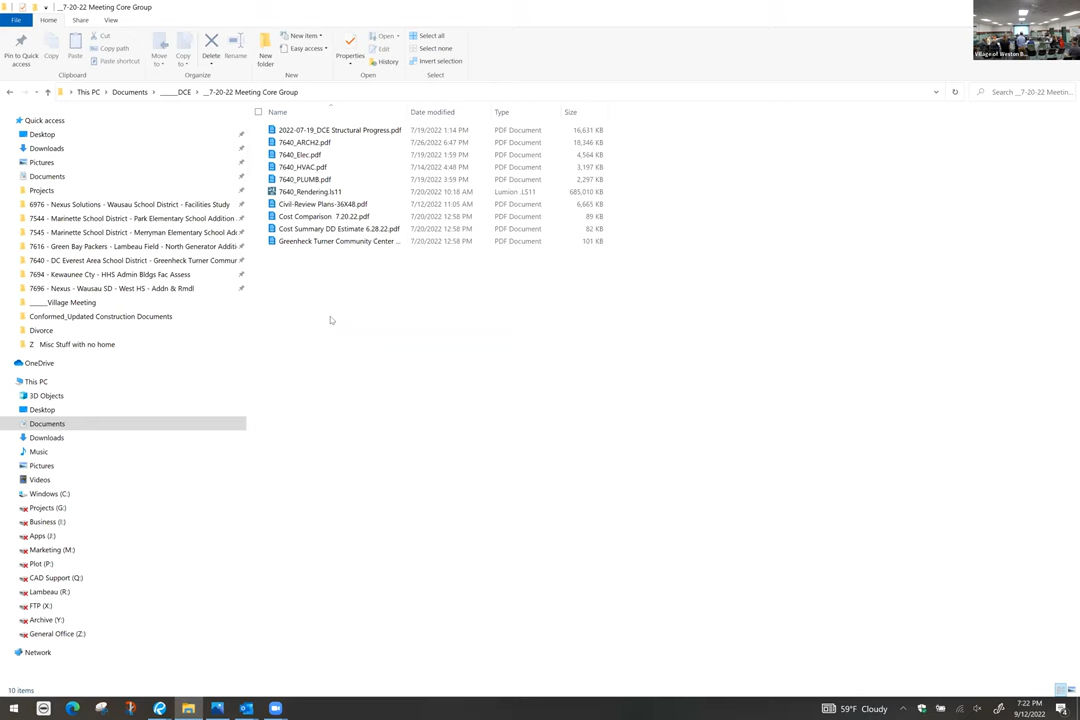 __7-20-22 Meeting Core Group
File Home Share View
Pin to Quick access
Copy
Paste
Cut
Copy path
Paste shortcut
Move to
Copy to
Delete
Rename
New folder
New item
Easy access
Properties
Open
Edit
History
Select all
Select none
Invert selection
Clipboard Organize New Open Select
This PC Documents _____DCE __7-20-22 Meeting Core Group
Search __7-20-22 Meetin...
Name Date modified Type Size
2022-07-19_DCE Structural Progress.pdf 7/19/2022 1:14 PM PDF Document 16,631 KB
7640_ARCH2.pdf 7/26/2022 6:47 PM PDF Document 18,346 KB
7640_Elec.pdf 7/19/2022 1:59 PM PDF Document 4,564 KB
7640_HVAC.pdf 7/14/2022 4:48 PM PDF Document 3,197 KB
7640_PLUMB.pdf 7/19/2022 3:59 PM PDF Document 2,297 KB
7640_Rendering.ls11 7/20/2022 10:18 AM Lumion .LS11 685,010 KB
Civil-Review Plans-36X48.pdf 7/12/2022 11:05 AM PDF Document 6,665 KB
Cost Comparison 7.20.22.pdf 7/20/2022 12:58 PM PDF Document 89 KB
Cost Summary DD Estimate 6.28.22.pdf 7/20/2022 12:58 PM PDF Document 82 KB
Greenheck Turner Community Center ... 7/20/2022 12:58 PM PDF Document 101 KB
Quick access
Desktop
Downloads
Pictures
Documents
Projects
6976 - Nexus Solutions - Wausau School District - Facilities Study
7544 - Marinette School District - Park Elementary School Addition
7545 - Marinette School District - Merryman Elementary School Ad
7616 - Green Bay Packers - Lambeau Field - North Generator Additi
7640 - DC Everest Area School District - Greenheck Turner Commur
7694 - Kewaunee Cty - HHS Admin Bldgs Fac Assess
7696 - Nexus - Wausau SD - West HS - Addn & Rmdl
_____Village Meeting
Conformed_Updated Construction Documents
Divorce
Z Misc Stuff with no home
OneDrive
This PC
3D Objects
Desktop
Documents
Downloads
Music
Pictures
Videos
Windows (C:)
Projects (G:)
Business (I:)
Apps (J:)
Marketing (M:)
Plot (P:)
CAD Support (Q:)
Lambeau (R:)
FTP (X:)
Archive (Y:)
General Office (Z:)
Network
10 items
Village of Weston B...
59°F Cloudy
7:22 PM
9/12/2022
4